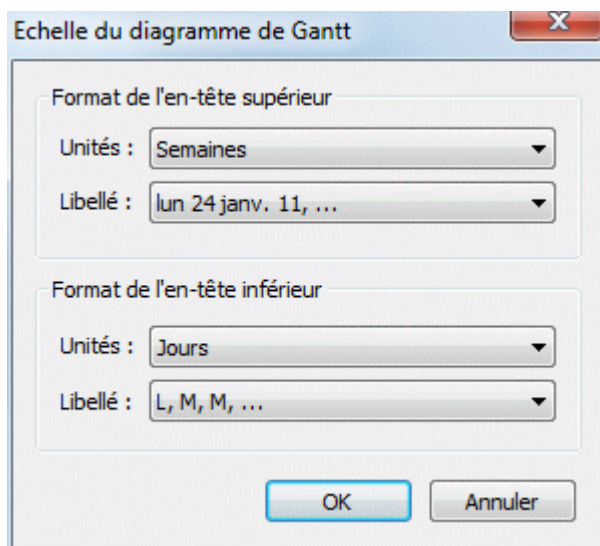 Echelle du diagramme de Gantt
Format de l'en-tête supérieur
Unités : Semaines
Libellé : lun 24 janv. 11, ...
Format de l'en-tête inférieur
Unités : Jours
Libellé : L, M, M, ...
OK Annuler